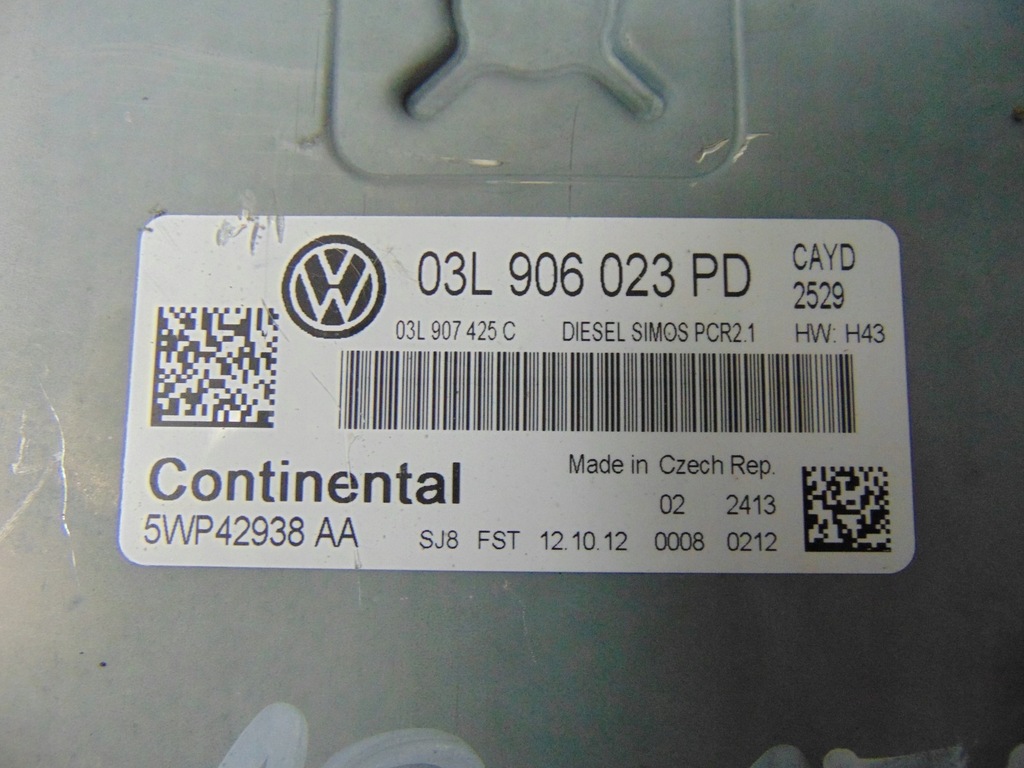 03L 906 023 PD CAYD
2529
03L 907 425 C DIESEL SIMOS PCR2.1 HW: H43
Continental Made in Czech Rep.
02 2413
5WP42938 AA SJ8 FST 12.10.12 0008 0212